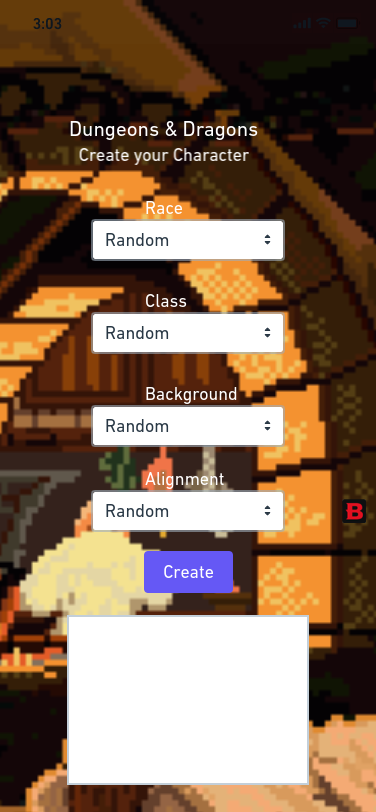 3:03
Dungeons & Dragons
Create your Character
Race
Random
Class
Random
Background
Random
Alignment
Random
B
Create